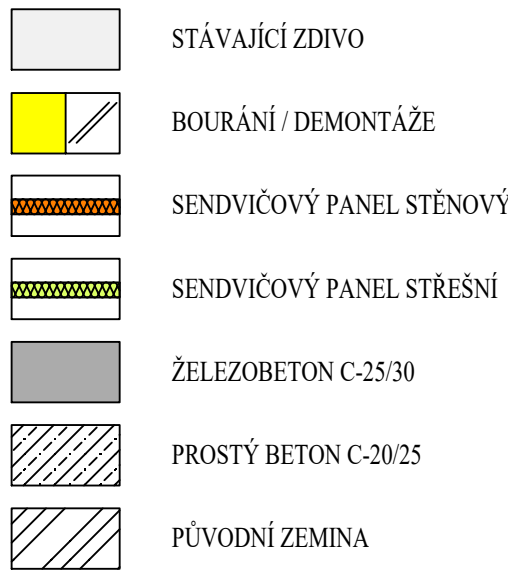 STÁVAJÍCÍ ZDIVO
BOURÁNÍ / DEMONTÁŽE
SENDVIČOVÝ PANEL STĚNOVÝ
SENDVIČOVÝ PANEL STŘEŠNÍ
ŽELEZOBETON C-25/30
PROSTÝ BETON C-20/25
PŮVODNÍ ZEMINA